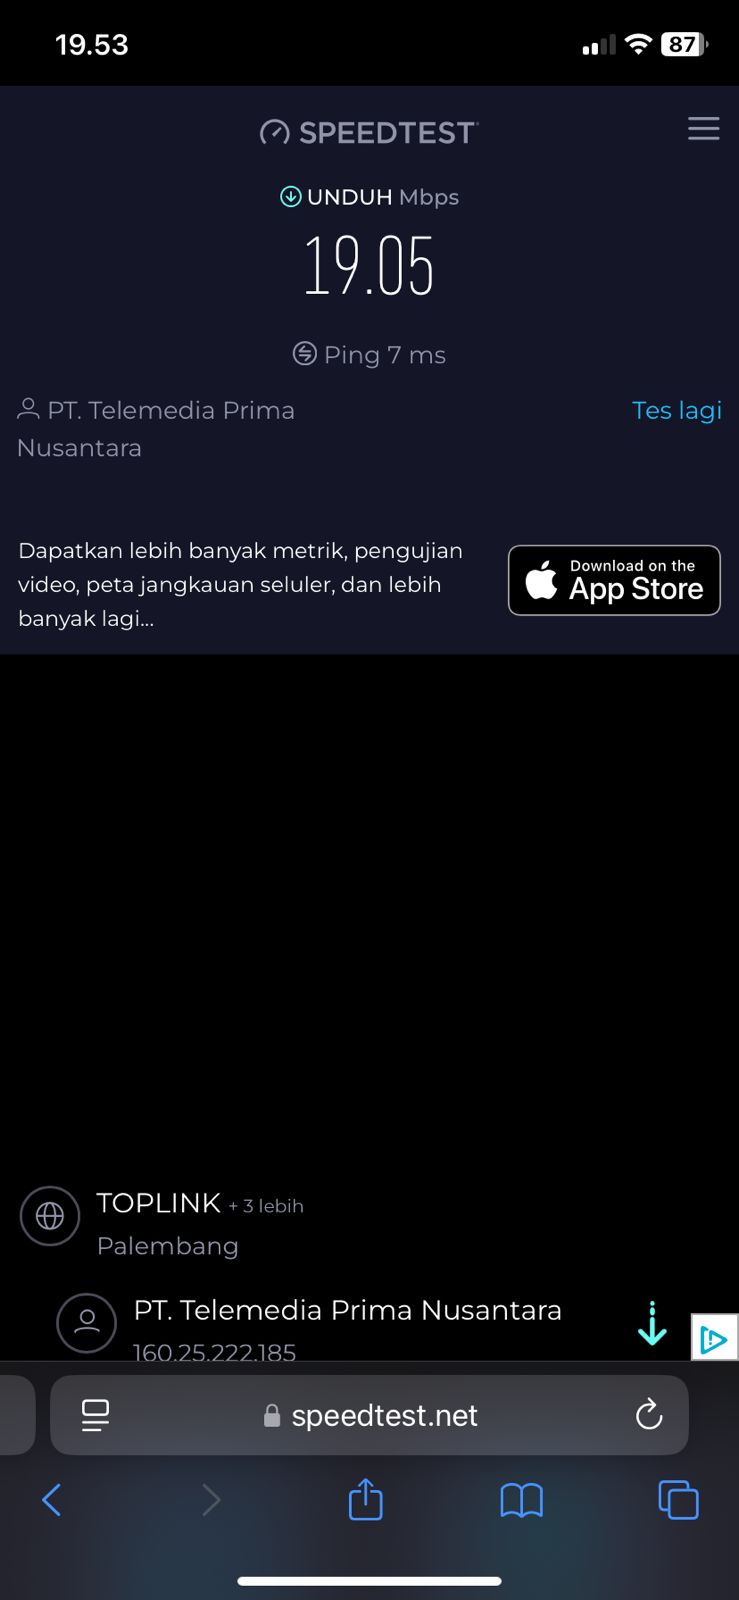 19.53
87
SPEEDTEST
UNDUH Mbps
19.05
Ping 7 ms
PT. Telemedia Prima
Nusantara
Tes lagi
Dapatkan lebih banyak metrik, pengujian
video, peta jangkauan seluler, dan lebih
banyak lagi...
Download on the
App Store
TOPLINK + 3 lebih
Palembang
PT. Telemedia Prima Nusantara
160.25.222.185
speedtest.net